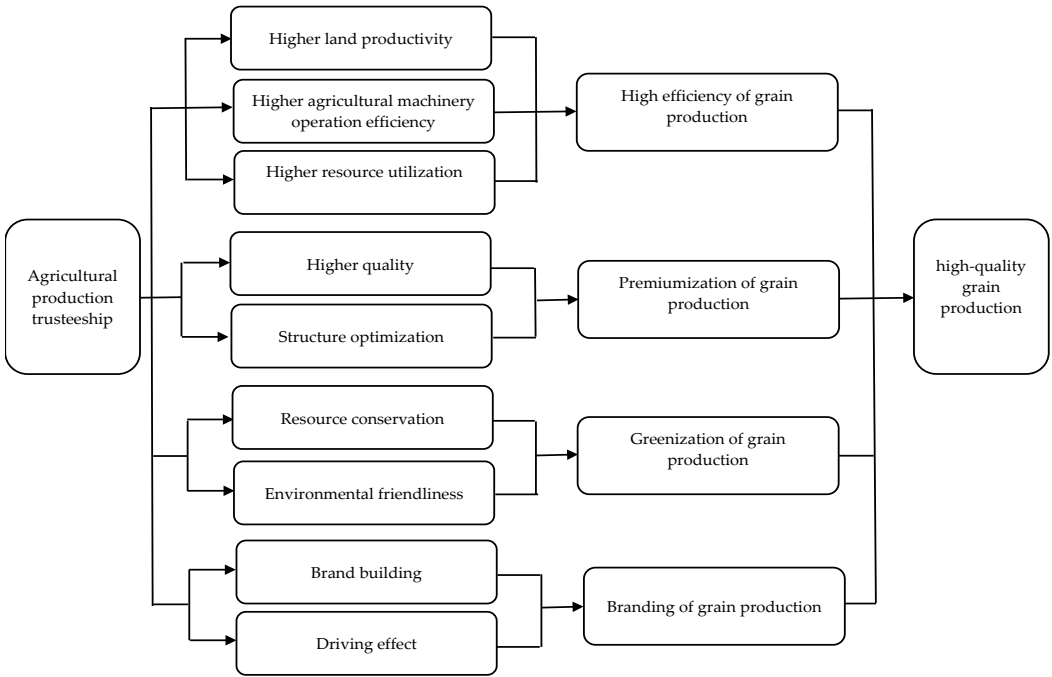 Higher land productivity
Higher agricultural machinery
operation efficiency
Higher resource utilization
High efficiency of grain
production
Agricultural
production
trusteeship
Higher quality
Structure optimization
Premiumization of grain
production
high-quality
grain
production
Resource conservation
Environmental friendliness
Greenization of grain
production
Brand building
Driving effect
Branding of grain production